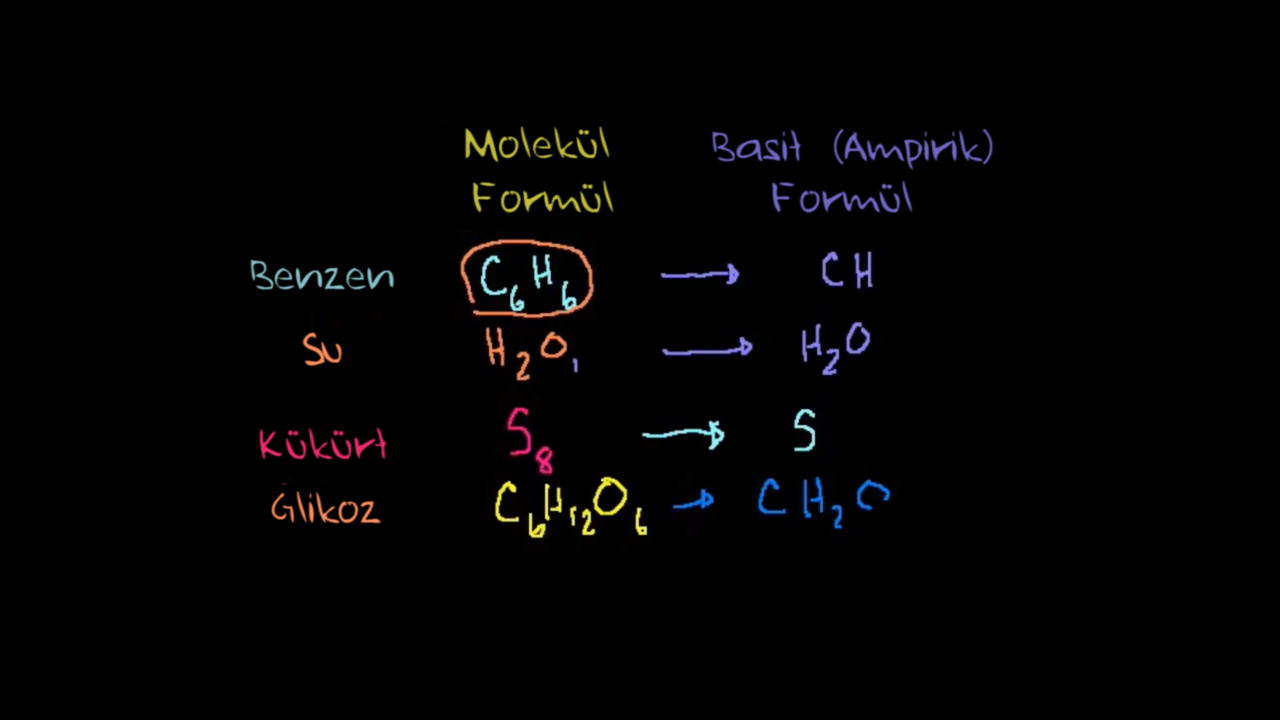 Molekül Basit (Ampirik)
Formül Formül
Benzen C6H6 → CH
Su H2O1 → H2O
Kükürt S8 → S
Glikoz C6H12O6 → CH2O